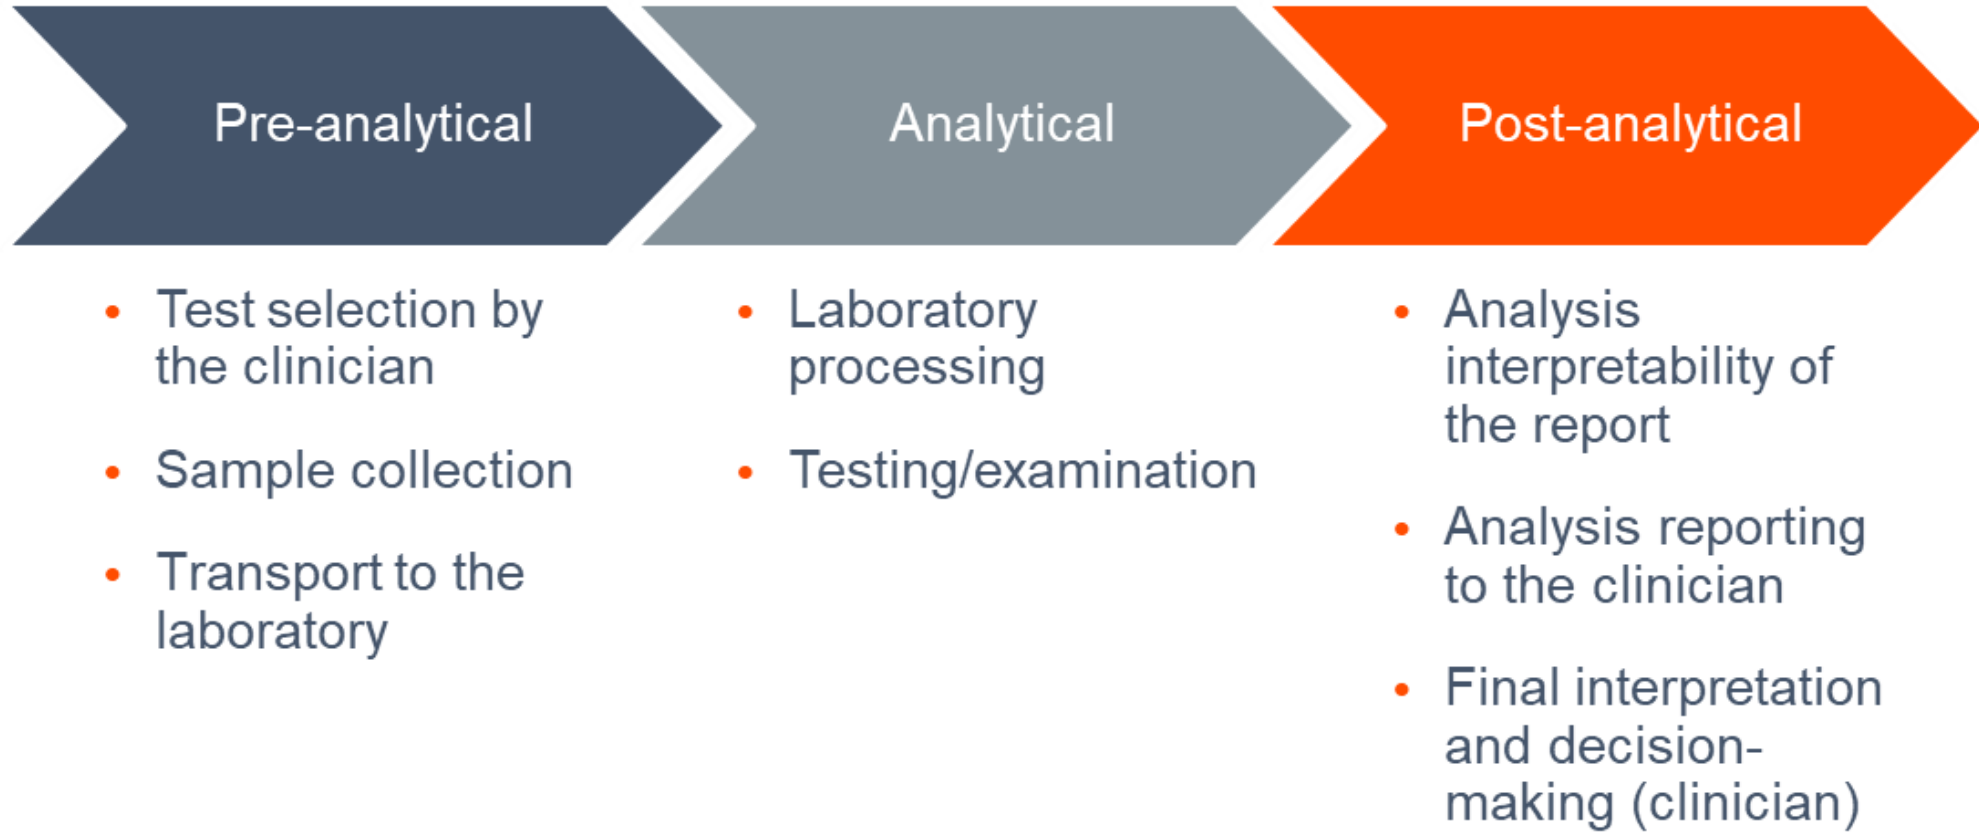 Pre-analytical
Analytical
Post-analytical
• Test selection by
the clinician
• Sample collection
• Transport to the
laboratory
• Laboratory
processing
• Testing/examination
• Analysis
interpretability of
the report
• Analysis reporting
to the clinician
• Final interpretation
and decision-
making (clinician)